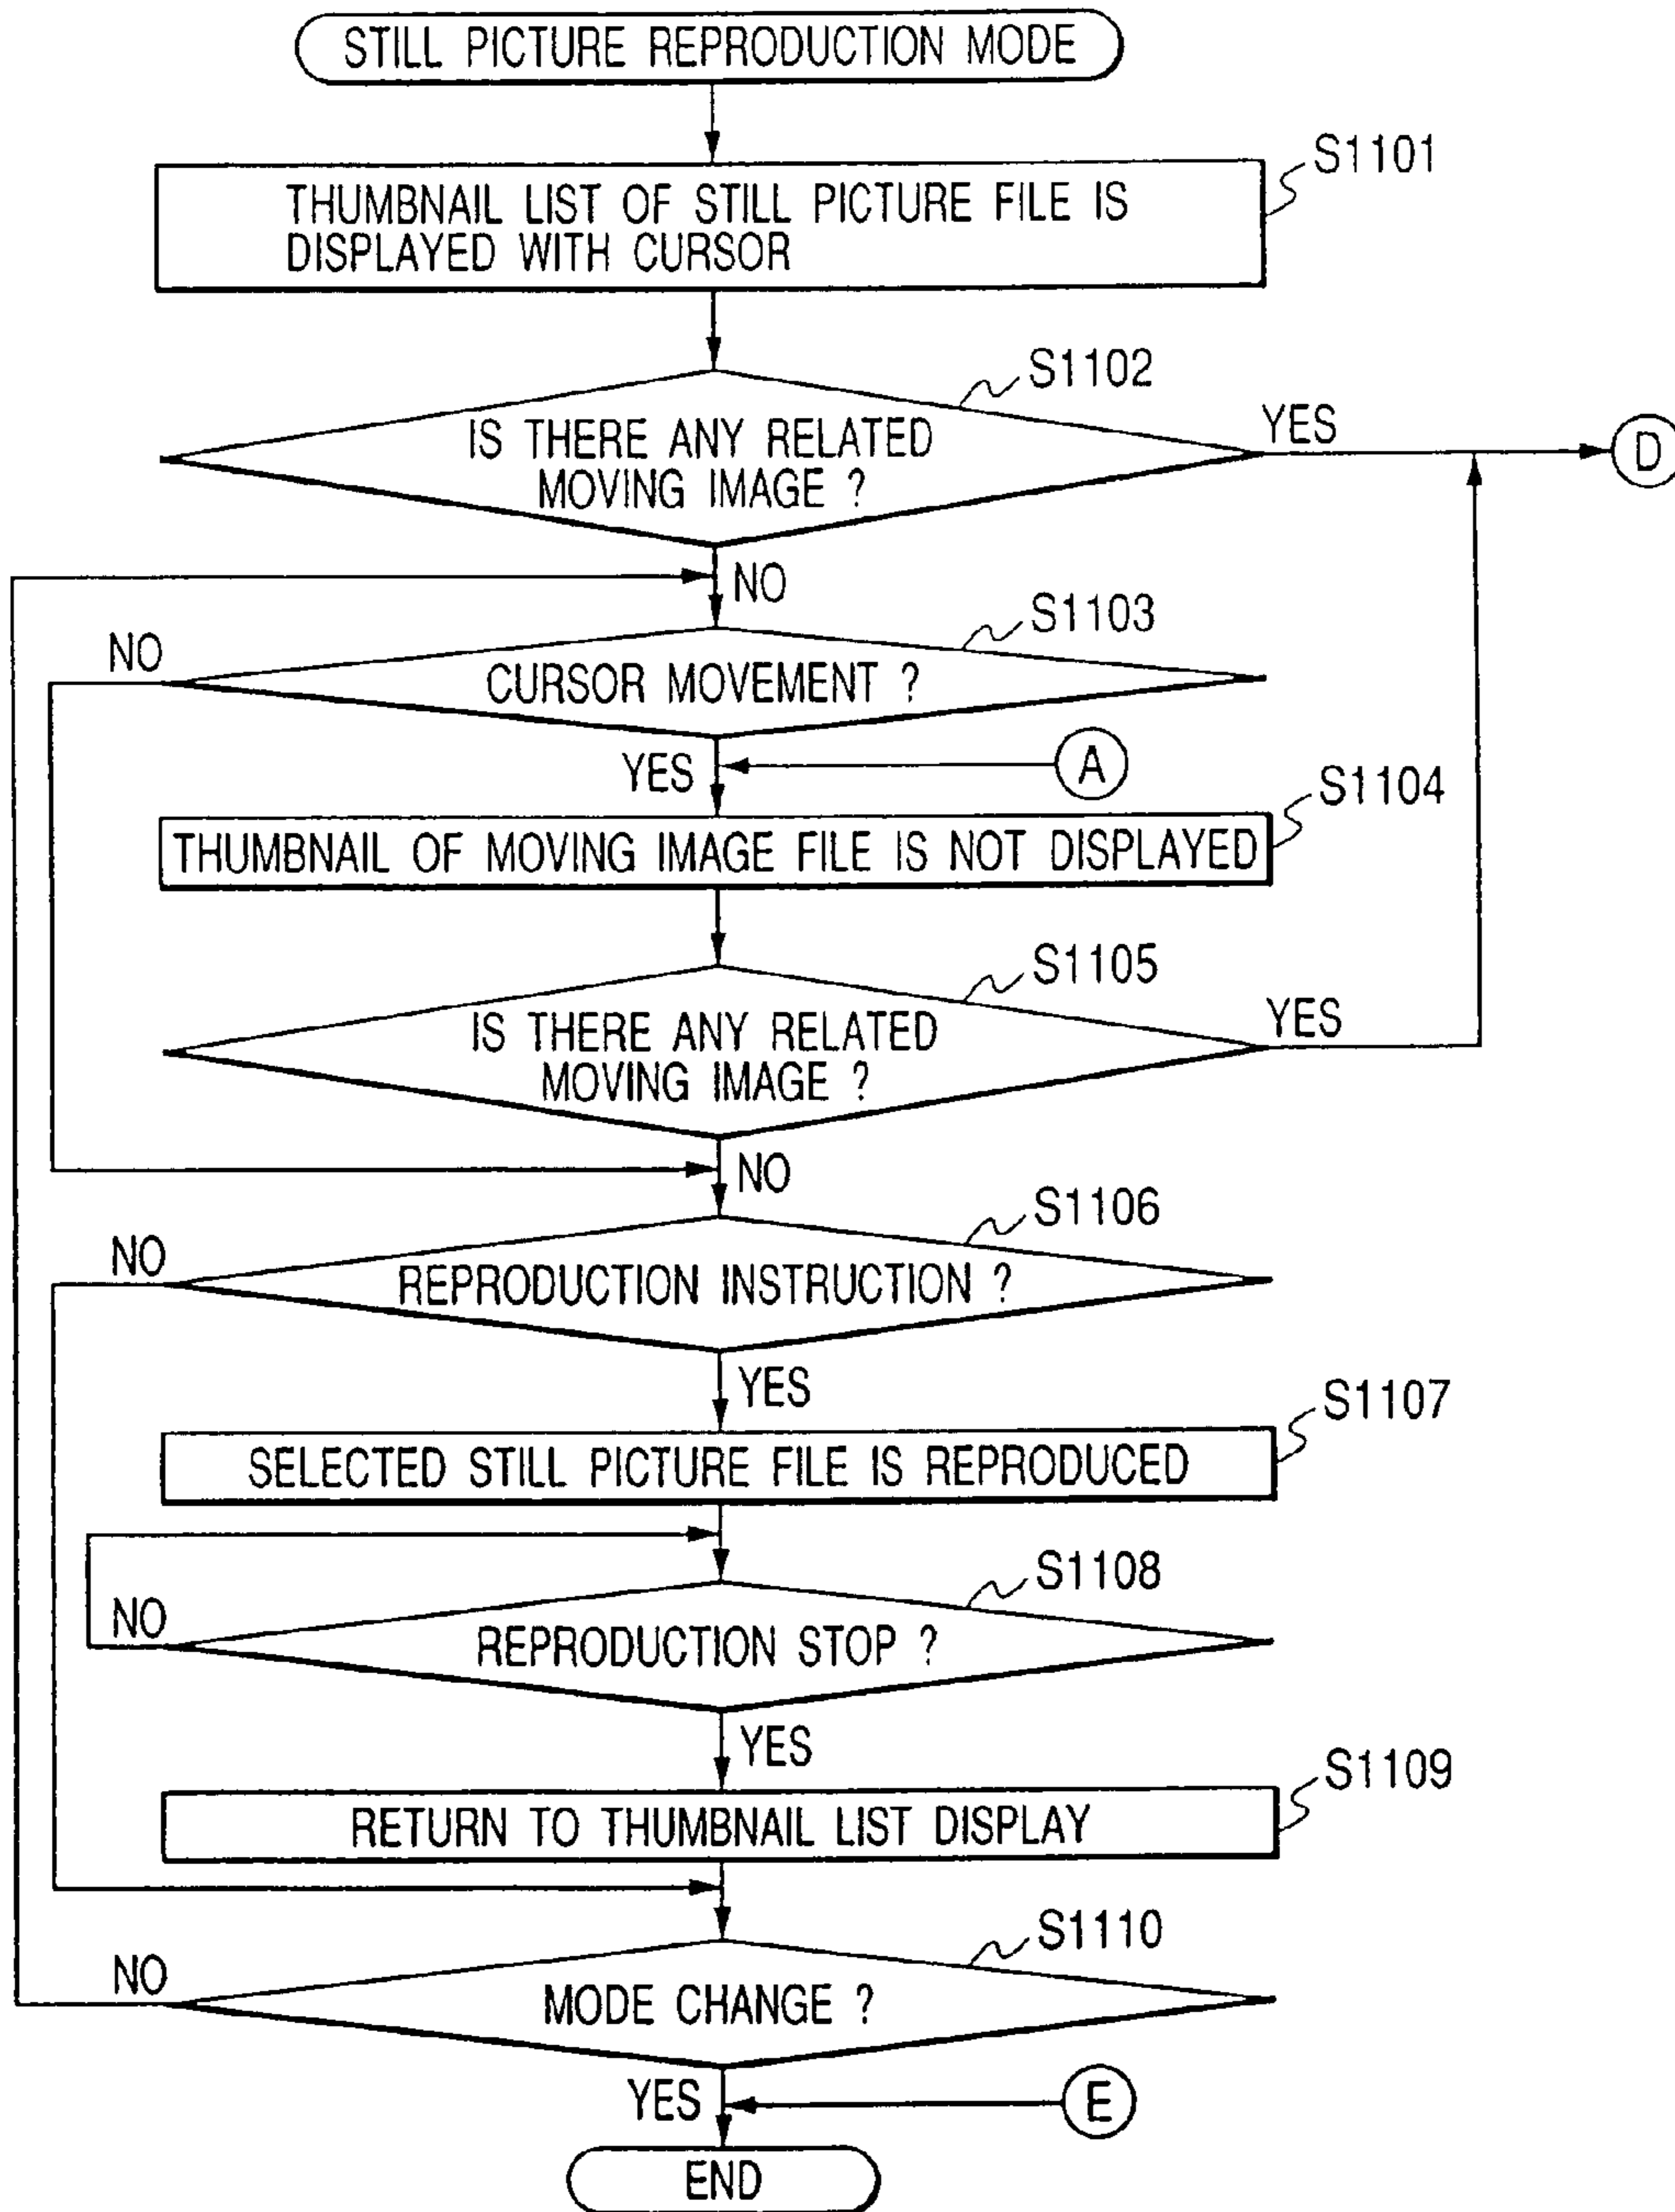 STILL PICTURE REPRODUCTION MODE
S1101
THUMBNAIL LIST OF STILL PICTURE FILE IS
DISPLAYED WITH CURSOR
S1102
IS THERE ANY RELATED
MOVING IMAGE ?
YES
D
NO
S1103
NO
CURSOR MOVEMENT ?
YES
A
S1104
THUMBNAIL OF MOVING IMAGE FILE IS NOT DISPLAYED
S1105
IS THERE ANY RELATED
MOVING IMAGE ?
YES
NO
S1106
NO
REPRODUCTION INSTRUCTION ?
YES
S1107
SELECTED STILL PICTURE FILE IS REPRODUCED
S1108
NO
REPRODUCTION STOP ?
YES
S1109
RETURN TO THUMBNAIL LIST DISPLAY
S1110
NO
MODE CHANGE ?
YES
E
END